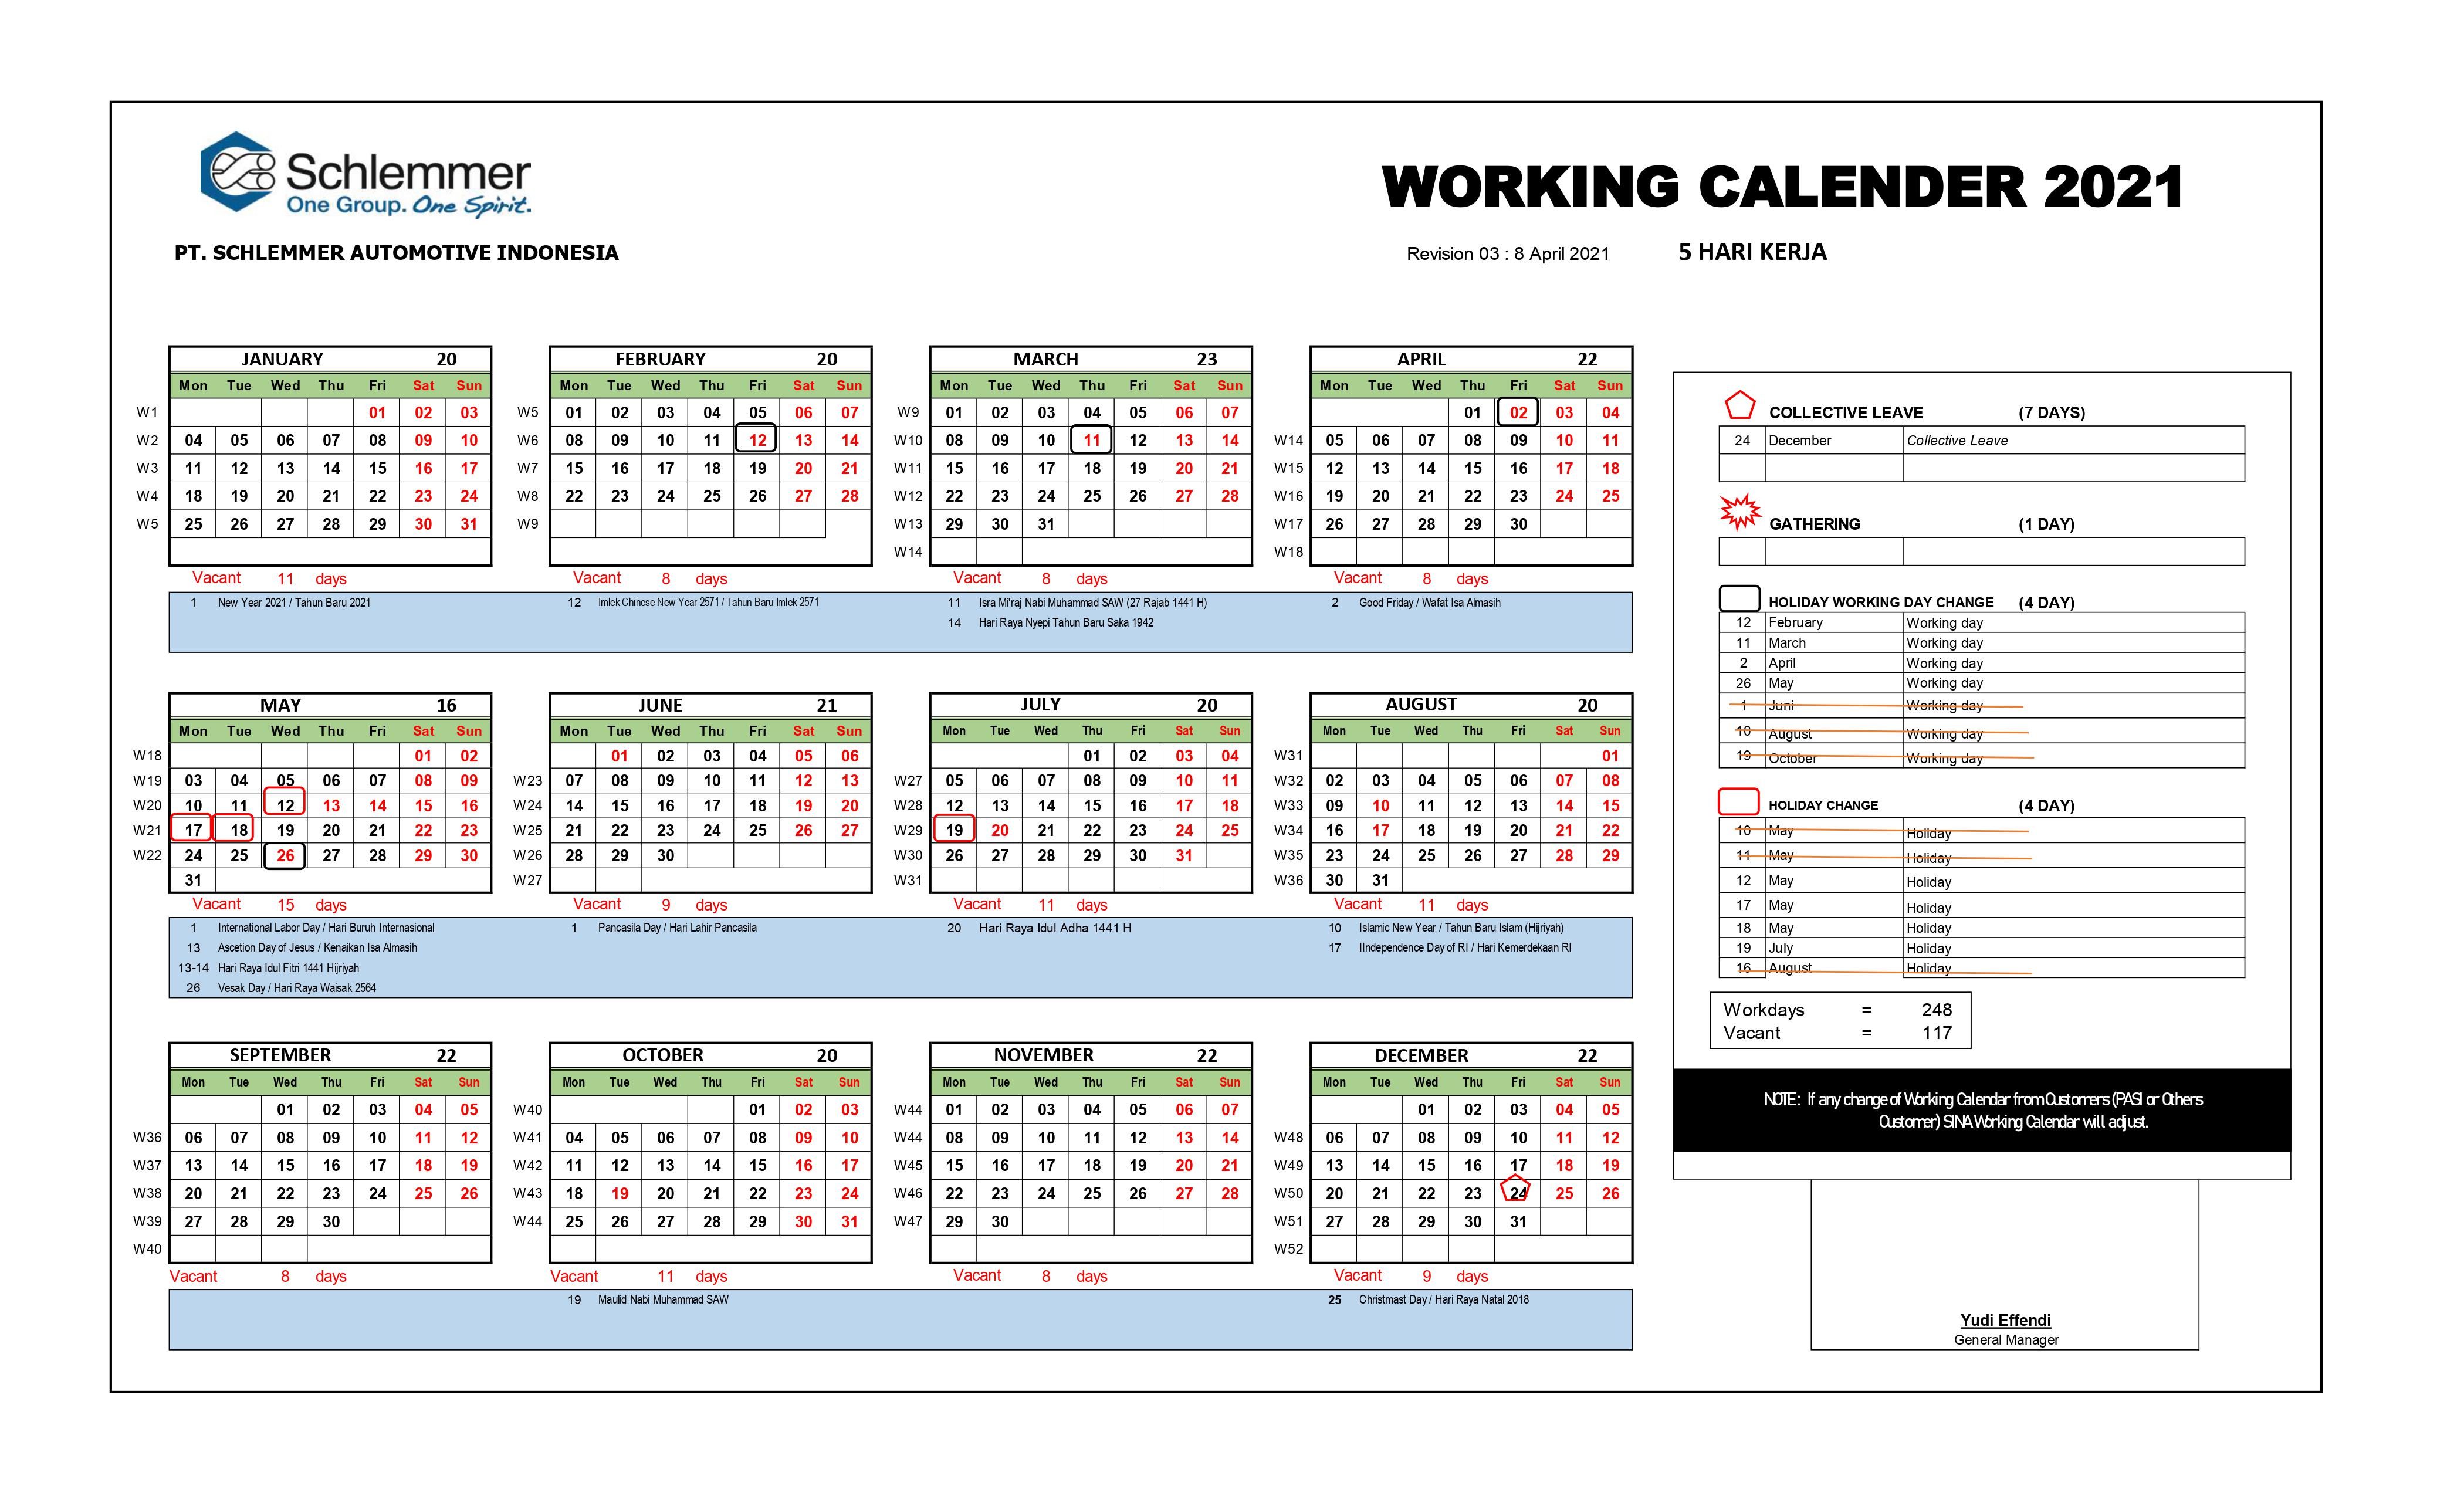 Schlemmer
One Group. One Spirit.
WORKING CALENDER 2021
PT. SCHLEMMER AUTOMOTIVE INDONESIA
Revision 03 : 8 April 2021 5 HARI KERJA
JANUARY 20
Mon Tue Wed Thu Fri Sat Sun
W1 01 02 03
W2 04 05 06 07 08 09 10
W3 11 12 13 14 15 16 17
W4 18 19 20 21 22 23 24
W5 25 26 27 28 29 30 31
Vacant 11 days
FEBRUARY 20
Mon Tue Wed Thu Fri Sat Sun
W5 01 02 03 04 05 06 07
W6 08 09 10 11 12 13 14
W7 15 16 17 18 19 20 21
W8 22 23 24 25 26 27 28
W9
Vacant 8 days
MARCH 23
Mon Tue Wed Thu Fri Sat Sun
W9 01 02 03 04 05 06 07
W10 08 09 10 11 12 13 14
W11 15 16 17 18 19 20 21
W12 22 23 24 25 26 27 28
W13 29 30 31
W14
Vacant 8 days
APRIL 22
Mon Tue Wed Thu Fri Sat Sun
01 02 03 04
W14 05 06 07 08 09 10 11
W15 12 13 14 15 16 17 18
W16 19 20 21 22 23 24 25
W17 26 27 28 29 30
W18
Vacant 8 days
1 New Year 2021 / Tahun Baru 2021
12 Imlek Chinese New Year 2571 / Tahun Baru Imlek 2571
11 Isra Mi'raj Nabi Muhammad SAW (27 Rajab 1441 H)
14 Hari Raya Nyepi Tahun Baru Saka 1942
2 Good Friday / Wafat Isa Almasih
MAY 16
Mon Tue Wed Thu Fri Sat Sun
W18 01 02
W19 03 04 05 06 07 08 09
W20 10 11 12 13 14 15 16
W21 17 18 19 20 21 22 23
W22 24 25 26 27 28 29 30
31
Vacant 15 days
JUNE 21
Mon Tue Wed Thu Fri Sat Sun
01 02 03 04 05 06
W23 07 08 09 10 11 12 13
W24 14 15 16 17 18 19 20
W25 21 22 23 24 25 26 27
W26 28 29 30
W27
Vacant 9 days
JULY 20
Mon Tue Wed Thu Fri Sat Sun
01 02 03 04
W27 05 06 07 08 09 10 11
W28 12 13 14 15 16 17 18
W29 19 20 21 22 23 24 25
W30 26 27 28 29 30 31
W31
Vacant 11 days
AUGUST 20
Mon Tue Wed Thu Fri Sat Sun
W31 01
W32 02 03 04 05 06 07 08
W33 09 10 11 12 13 14 15
W34 16 17 18 19 20 21 22
W35 23 24 25 26 27 28 29
W36 30 31
Vacant 11 days
1 International Labor Day / Hari Buruh Internasional
13 Ascetion Day of Jesus / Kenaikan Isa Almasih
13-14 Hari Raya Idul Fitri 1441 Hijriyah
26 Vesak Day / Hari Raya Waisak 2564
1 Pancasila Day / Hari Lahir Pancasila
20 Hari Raya Idul Adha 1441 H
10 Islamic New Year / Tahun Baru Islam (Hijriyah)
17 IIndependence Day of RI / Hari Kemerdekaan RI
SEPTEMBER 22
Mon Tue Wed Thu Fri Sat Sun
01 02 03 04 05
W36 06 07 08 09 10 11 12
W37 13 14 15 16 17 18 19
W38 20 21 22 23 24 25 26
W39 27 28 29 30
W40
Vacant 8 days
OCTOBER 20
Mon Tue Wed Thu Fri Sat Sun
W40 01 02 03
W41 04 05 06 07 08 09 10
W42 11 12 13 14 15 16 17
W43 18 19 20 21 22 23 24
W44 25 26 27 28 29 30 31
Vacant 11 days
NOVEMBER 22
Mon Tue Wed Thu Fri Sat Sun
W44 01 02 03 04 05 06 07
W44 08 09 10 11 12 13 14
W45 15 16 17 18 19 20 21
W46 22 23 24 25 26 27 28
W47 29 30
Vacant 8 days
DECEMBER 22
Mon Tue Wed Thu Fri Sat Sun
01 02 03 04 05
W48 06 07 08 09 10 11 12
W49 13 14 15 16 17 18 19
W50 20 21 22 23 24 25 26
W51 27 28 29 30 31
W52
Vacant 9 days
19 Maulid Nabi Muhammad SAW
25 Christmast Day / Hari Raya Natal 2018
COLLECTIVE LEAVE (7 DAYS)
24 December Collective Leave
GATHERING (1 DAY)
HOLIDAY WORKING DAY CHANGE (4 DAY)
12 February Working day
11 March Working day
2 April Working day
26 May Working day
1 Juni Working day
10 August Working day
19 October Working day
HOLIDAY CHANGE (4 DAY)
10 May Holiday
11 May Holiday
12 May Holiday
17 May Holiday
18 May Holiday
19 July Holiday
16 August Holiday
Workdays = 248
Vacant = 117
NOTE: If any change of Working Calendar from Customers (PASI or Others
Customer) SINA Working Calendar will adjust.
Yudi Effendi
General Manager